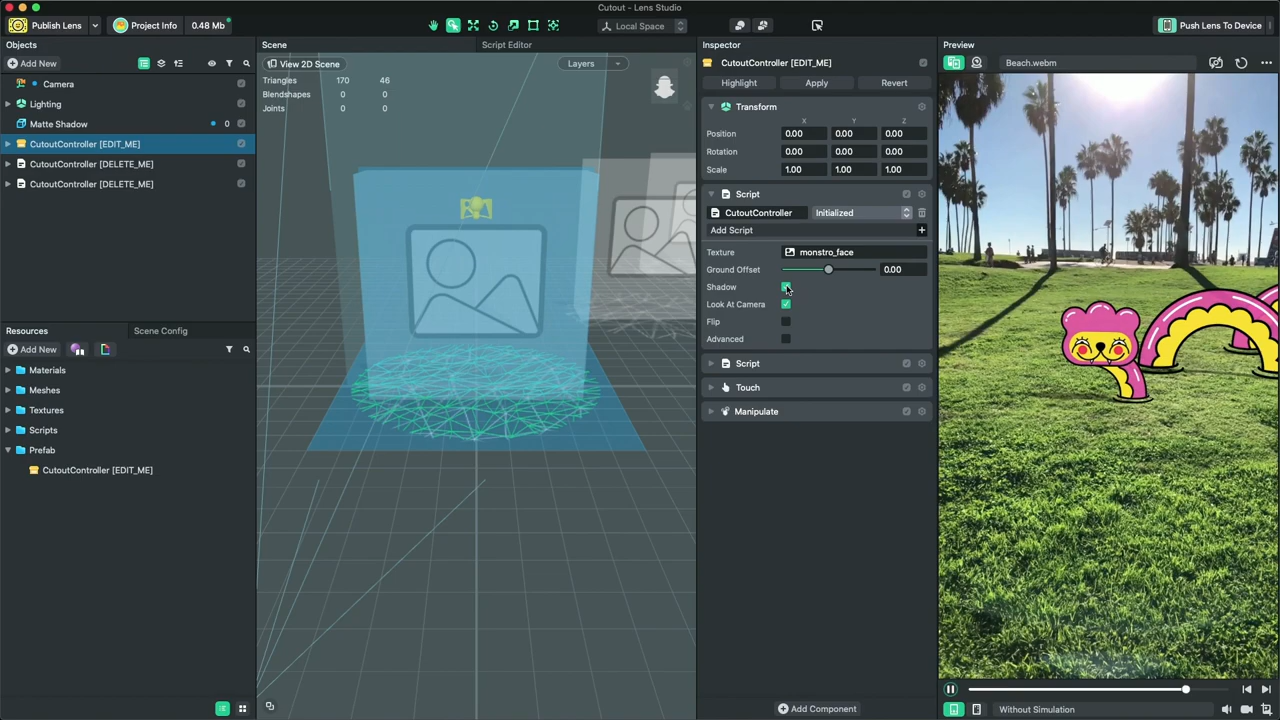 Cutout - Lens Studio
Publish Lens
Project Info
0.48 Mb
Local Space
Push Lens To Device
Objects
Add New
Camera
Lighting
Matte Shadow
0
CutoutController [EDIT_ME]
CutoutController [DELETE_ME]
CutoutController [DELETE_ME]
Resources
Scene Config
Add New
Materials
Meshes
Textures
Scripts
Prefab
CutoutController [EDIT_ME]
Scene
Script Editor
View 2D Scene
Layers
Triangles 170 46
Blendshapes 0 0
Joints 0 0
Inspector
CutoutController [EDIT_ME]
Highlight Apply Revert
Transform
X Y Z
Position 0.00 0.00 0.00
Rotation 0.00 0.00 0.00
Scale 1.00 1.00 1.00
Script
CutoutController Initialized
Add Script
Texture monstro_face
Ground Offset 0.00
Shadow
Look At Camera
Flip
Advanced
Script
Touch
Manipulate
Add Component
Preview
Beach.webm
Without Simulation